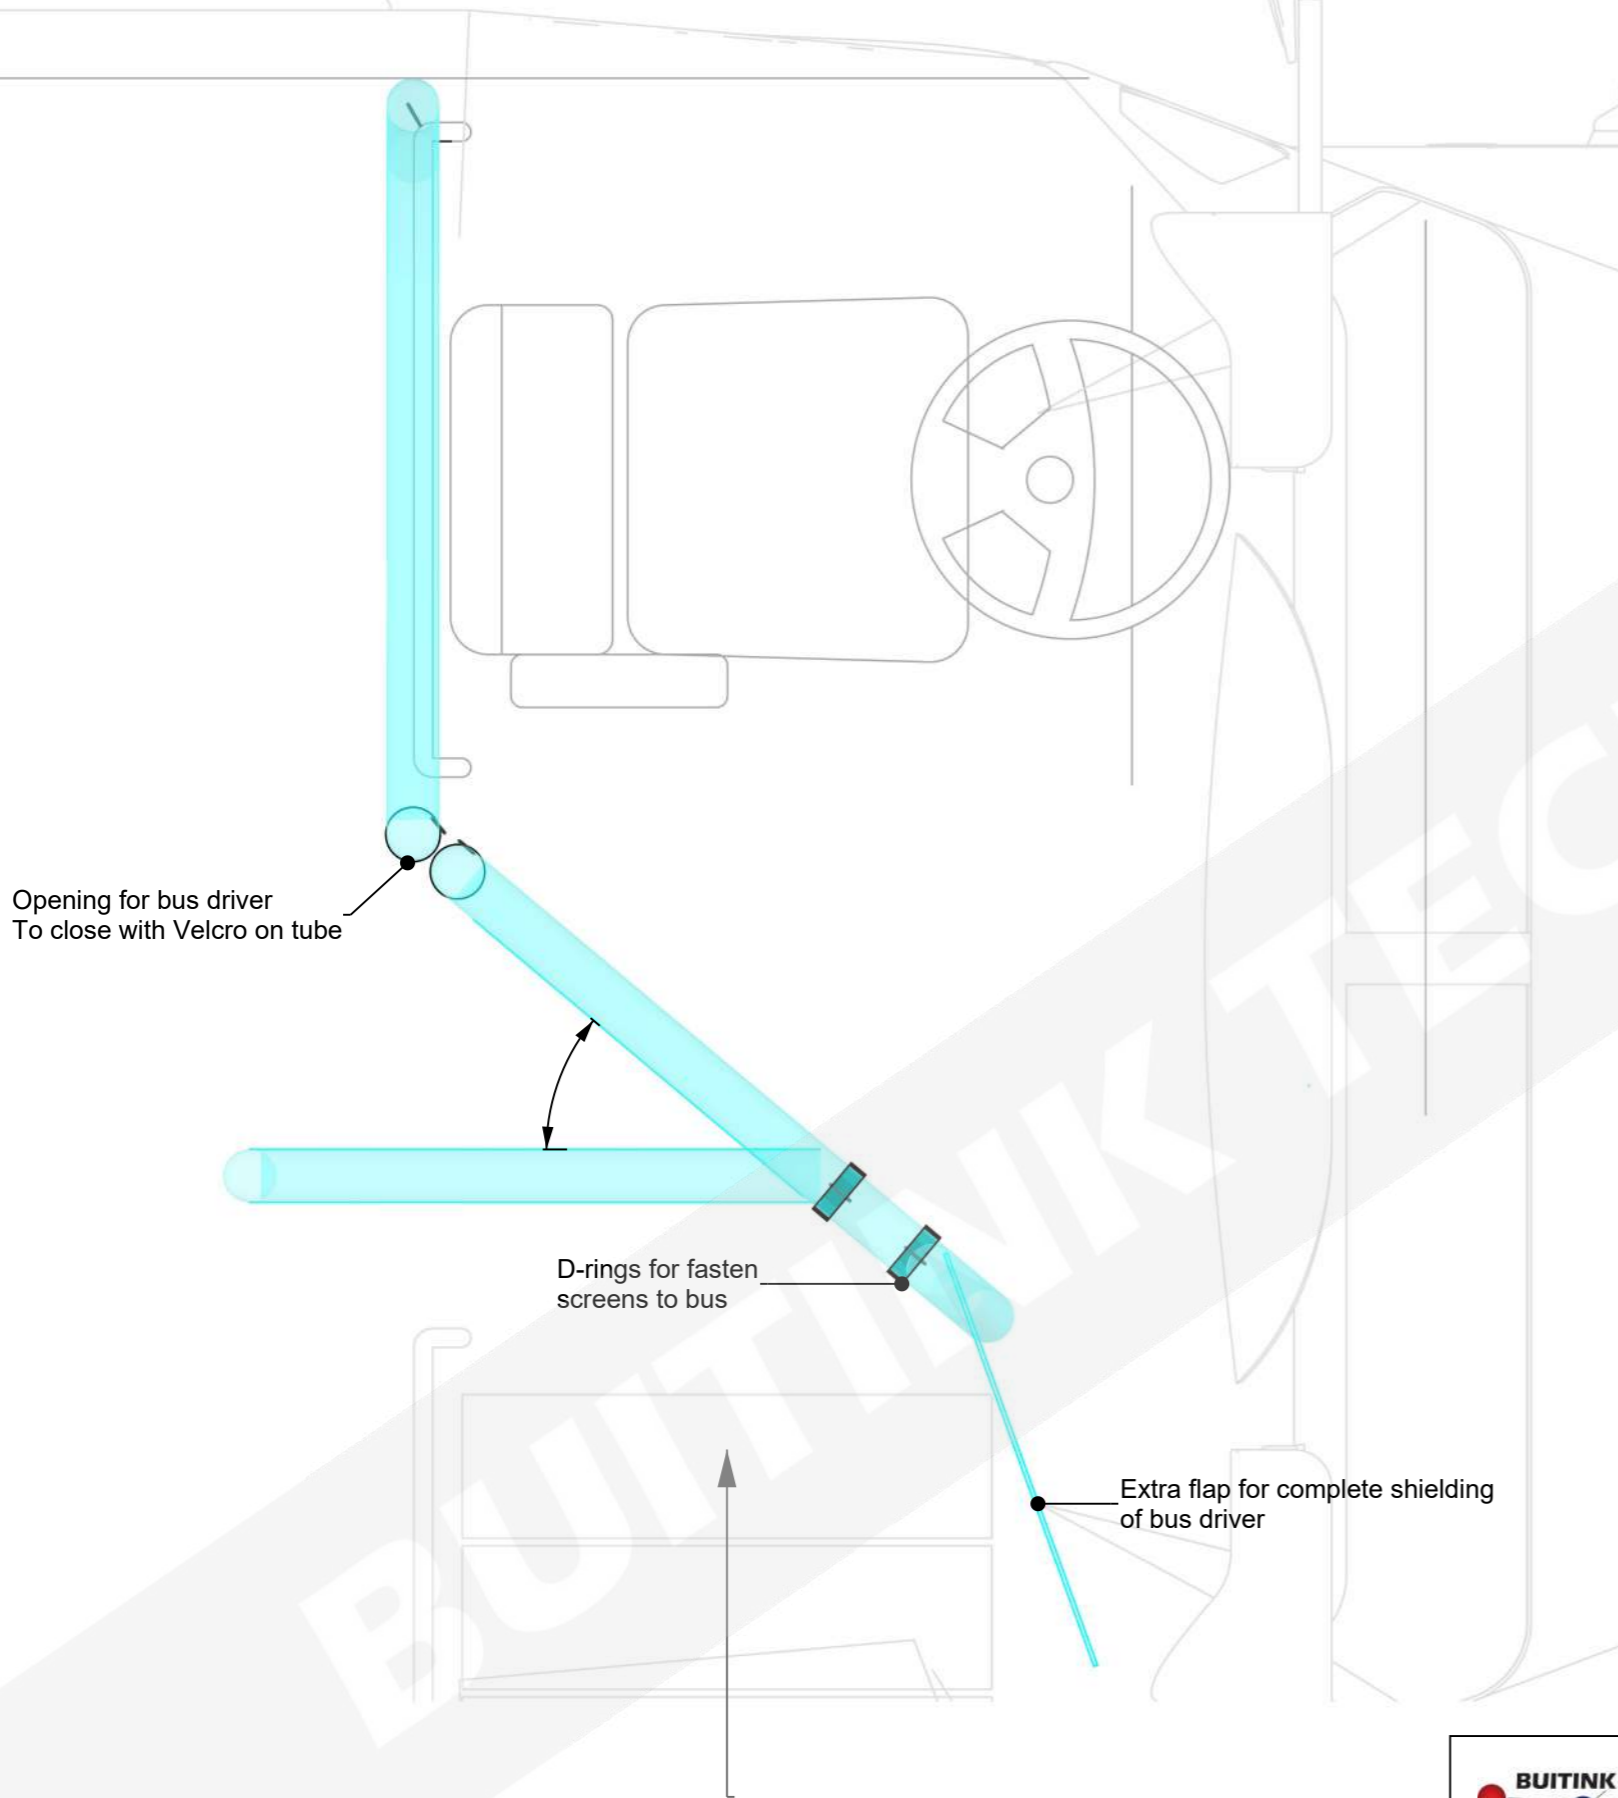 Opening for bus driver
To close with Velcro on tube
D-rings for fasten
screens to bus
Extra flap for complete shielding
of bus driver
BUITINK TEC
BUITINK